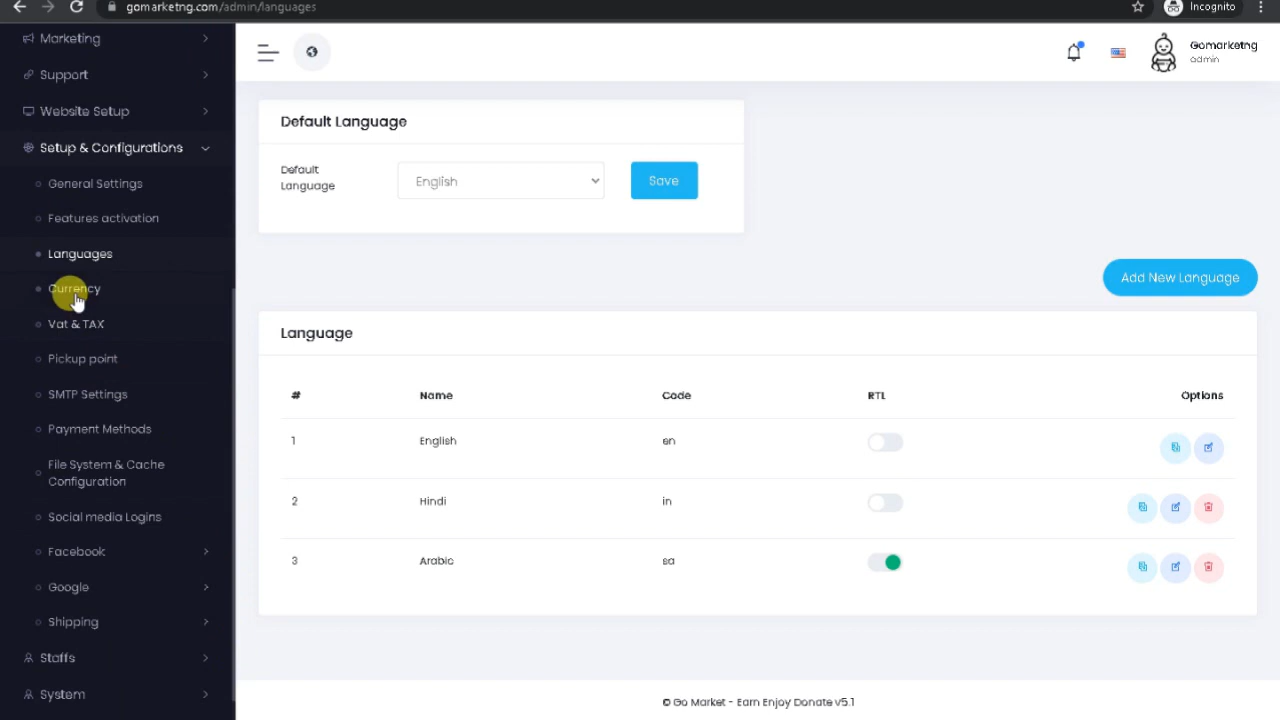 gomarketng.com/admin/languages
Incognito
Marketing
Support
Website Setup
Setup & Configurations
General Settings
Features activation
Languages
Currency
Vat & TAX
Pickup point
SMTP Settings
Payment Methods
File System & Cache
Configuration
Social media Logins
Facebook
Google
Shipping
Staffs
System
Gomarketng
admin
Default Language
Default
Language
English
Save
Add New Language
Language
# Name Code RTL Options
1 English en
2 Hindi in
3 Arabic sa
© Go Market - Earn Enjoy Donate v5.1